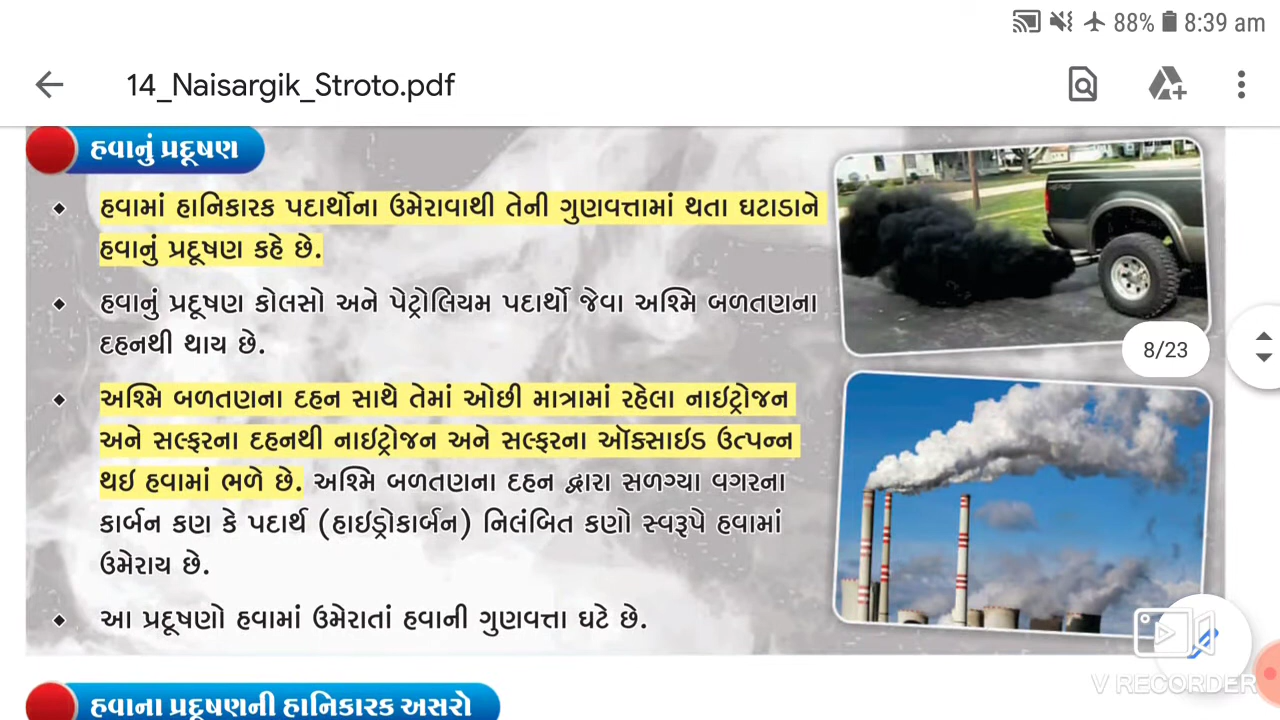 88% 8:39 am
14_Naisargik_Stroto.pdf
હવાનું પ્રદૂષણ
હવામાં હાનિકારક પદાર્થોના ઉમેરાવાથી તેની ગુણવત્તામાં થતા ઘટાડાને
હવાનું પ્રદૂષણ કહે છે.
હવાનું પ્રદૂષણ કોલસો અને પેટ્રોલિયમ પદાર્થો જેવા અશ્મિ બળતણના
દહનથી થાય છે.
8/23
અશ્મિ બળતણના દહન સાથે તેમાં ઓછી માત્રામાં રહેલા નાઇટ્રોજન
અને સલ્ફરના દહનથી નાઇટ્રોજન અને સલ્ફરના ઑક્સાઇડ ઉત્પન્ન
થઇ હવામાં ભળે છે. અશ્મિ બળતણના દહન દ્વારા સળગ્યા વગરના
કાર્બન કણ કે પદાર્થ (હાઇડ્રોકાર્બન) નિલંબિત કણો સ્વરૂપે હવામાં
ઉમેરાય છે.
આ પ્રદૂષણો હવામાં ઉમેરાતાં હવાની ગુણવત્તા ઘટે છે.
V RECORDER
હવાના પ્રદૂષણની હાનિકારક અસરો